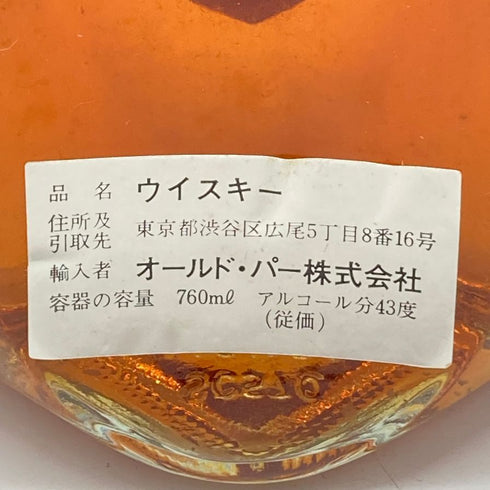 品名 ウイスキー
住所及
引取先 東京都渋谷区広尾5丁目8番16号
輸入者 オールド・パー株式会社
容器の容量 760mℓ アルコール分43度
(従価)